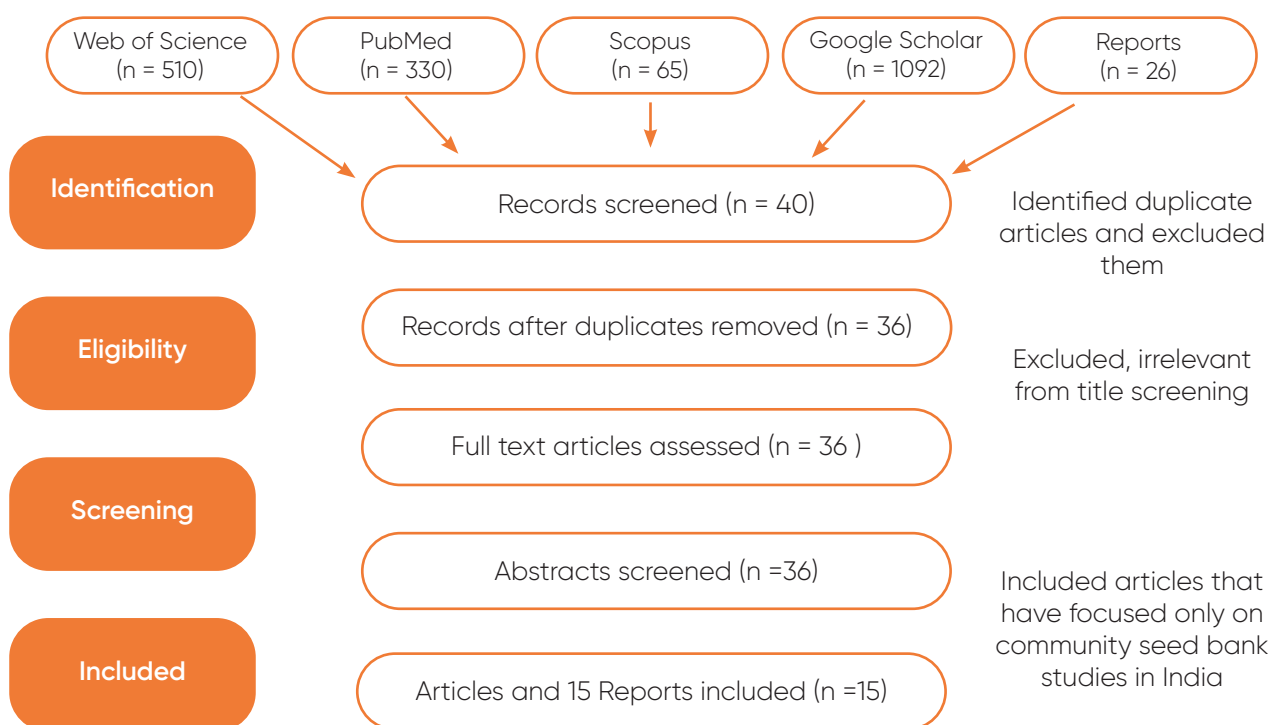 Web of Science
(n = 510)
PubMed
(n = 330)
Scopus
(n = 65)
Google Scholar
(n = 1092)
Reports
(n = 26)
Identification
Records screened (n = 40)
Identified duplicate
articles and excluded
them
Eligibility
Records after duplicates removed (n = 36)
Excluded, irrelevant
from title screening
Full text articles assessed (n = 36 )
Screening
Abstracts screened (n =36)
Included articles that
have focused only on
community seed bank
studies in India
Included
Articles and 15 Reports included (n =15)